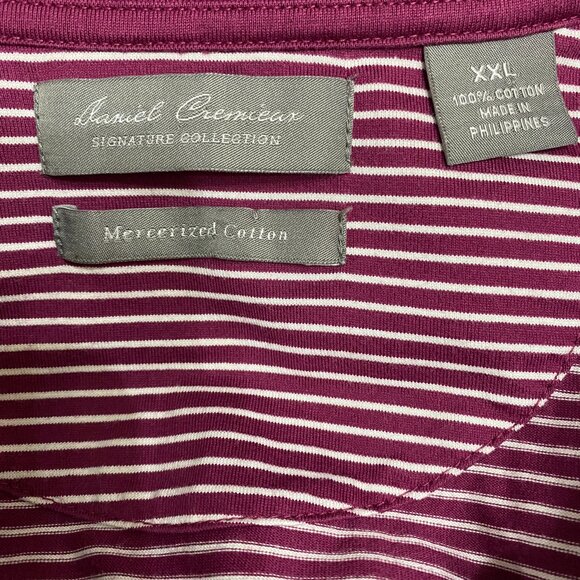 Daniel Cremieux
SIGNATURE COLLECTION
XXL
100% COTTON
MADE IN
PHILIPPINES
Mercerized Cotton